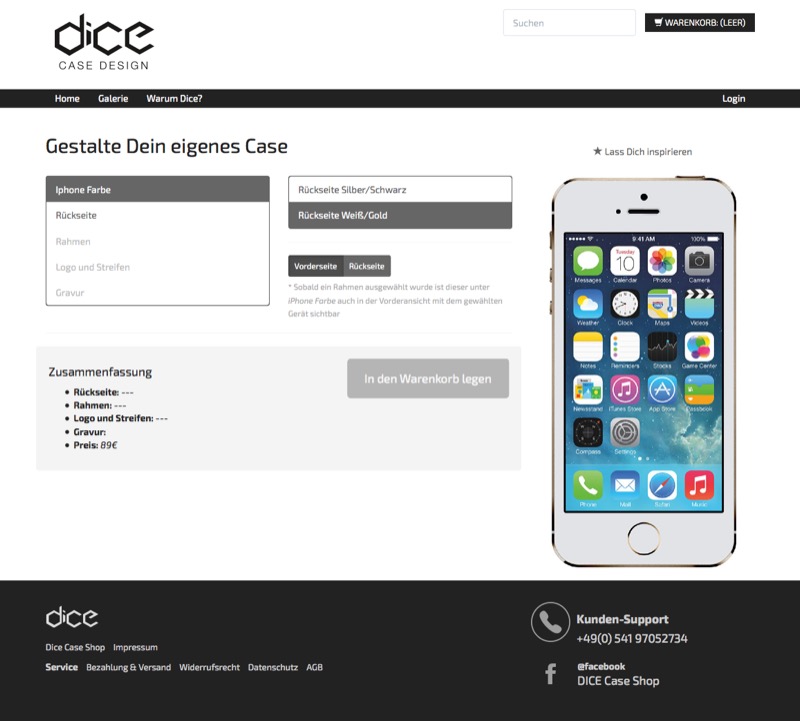 dice
CASE DESIGN
Suchen
WARENKORB: (LEER)
Home Galerie Warum Dice? Login
Gestalte Dein eigenes Case
★ Lass Dich inspirieren
Iphone Farbe
Rückseite
Rahmen
Logo und Streifen
Gravur
Rückseite Silber/Schwarz
Rückseite Weiß/Gold
Vorderseite Rückseite
* Sobald ein Rahmen ausgewählt wurde ist dieser unter
iPhone Farbe auch in der Vorderansicht mit dem gewählten
Gerät sichtbar
Zusammenfassung
In den Warenkorb legen
• Rückseite: ---
• Rahmen: ---
• Logo und Streifen: ---
• Gravur:
• Preis: 89€
9:41 AM 100%
Tuesday
10
Messages Calendar Photos Camera
Weather Clock Maps Videos
Notes Reminders Stocks Game Center
Newsstand iTunes Store App Store Passbook
Compass Settings
Phone Mail Safari Music
dice
Dice Case Shop Impressum
Service Bezahlung & Versand Widerrufsrecht Datenschutz AGB
Kunden-Support
+49(0) 541 97052734
@facebook
DICE Case Shop